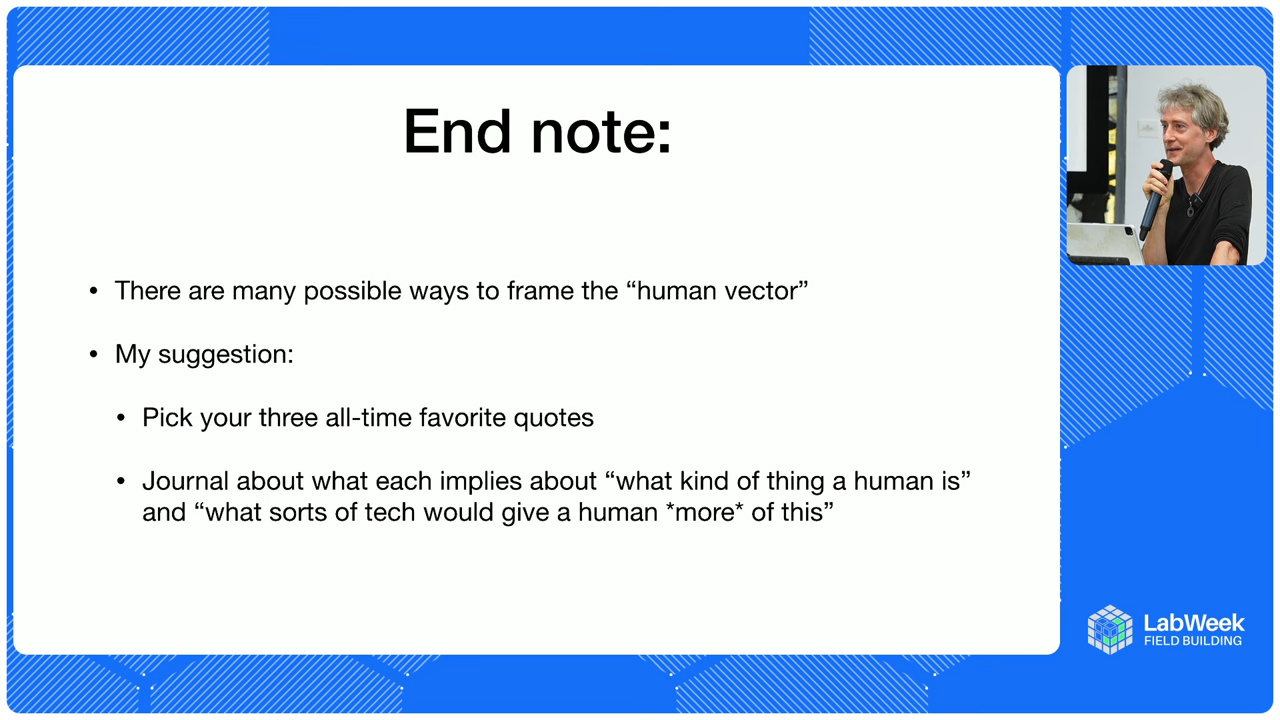 End note:
• There are many possible ways to frame the “human vector”
• My suggestion:
• Pick your three all-time favorite quotes
• Journal about what each implies about “what kind of thing a human is”
and “what sorts of tech would give a human *more* of this”
LabWeek
FIELD BUILDING